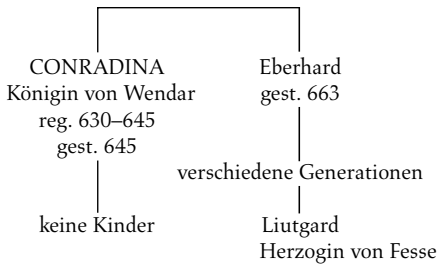 CONRADINA
Königin von Wendar
reg. 630–645
gest. 645
keine Kinder
Eberhard
gest. 663
verschiedene Generationen
Liutgard
Herzogin von Fesse